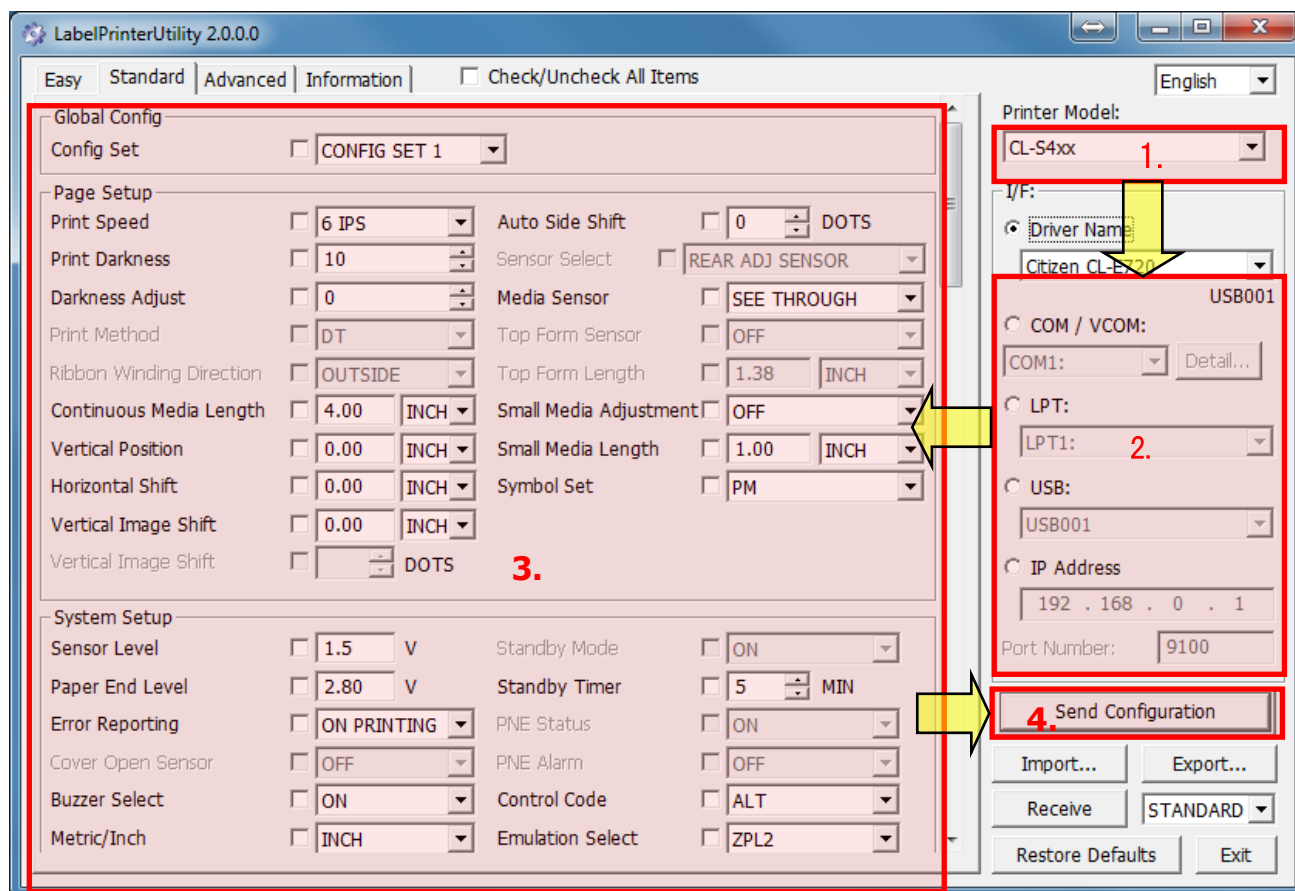 LabelPrinterUtility 2.0.0.0
Easy Standard Advanced Information Check/Uncheck All Items
English
Global Config
Config Set CONFIG SET 1
Page Setup
Print Speed 6 IPS Auto Side Shift 0 DOTS
Print Darkness 10 Sensor Select REAR ADJ SENSOR
Darkness Adjust 0 Media Sensor SEE THROUGH
Print Method DT Top Form Sensor OFF
Ribbon Winding Direction OUTSIDE Top Form Length 1.38 INCH
Continuous Media Length 4.00 INCH Small Media Adjustment OFF
Vertical Position 0.00 INCH Small Media Length 1.00 INCH
Horizontal Shift 0.00 INCH Symbol Set PM
Vertical Image Shift 0.00 INCH
Vertical Image Shift DOTS
3.
System Setup
Sensor Level 1.5 V Standby Mode ON
Paper End Level 2.80 V Standby Timer 5 MIN
Error Reporting ON PRINTING PNE Status ON
Cover Open Sensor OFF PNE Alarm OFF
Buzzer Select ON Control Code ALT
Metric/Inch INCH Emulation Select ZPL2
Printer Model:
CL-S4xx 1.
I/F:
Driver Name
Citizen CL-E720
USB001
COM / VCOM:
COM1: Detail...
LPT:
LPT1: 2.
USB:
USB001
IP Address
192 . 168 . 0 . 1
Port Number: 9100
4. Send Configuration
Import... Export...
Receive STANDARD
Restore Defaults Exit